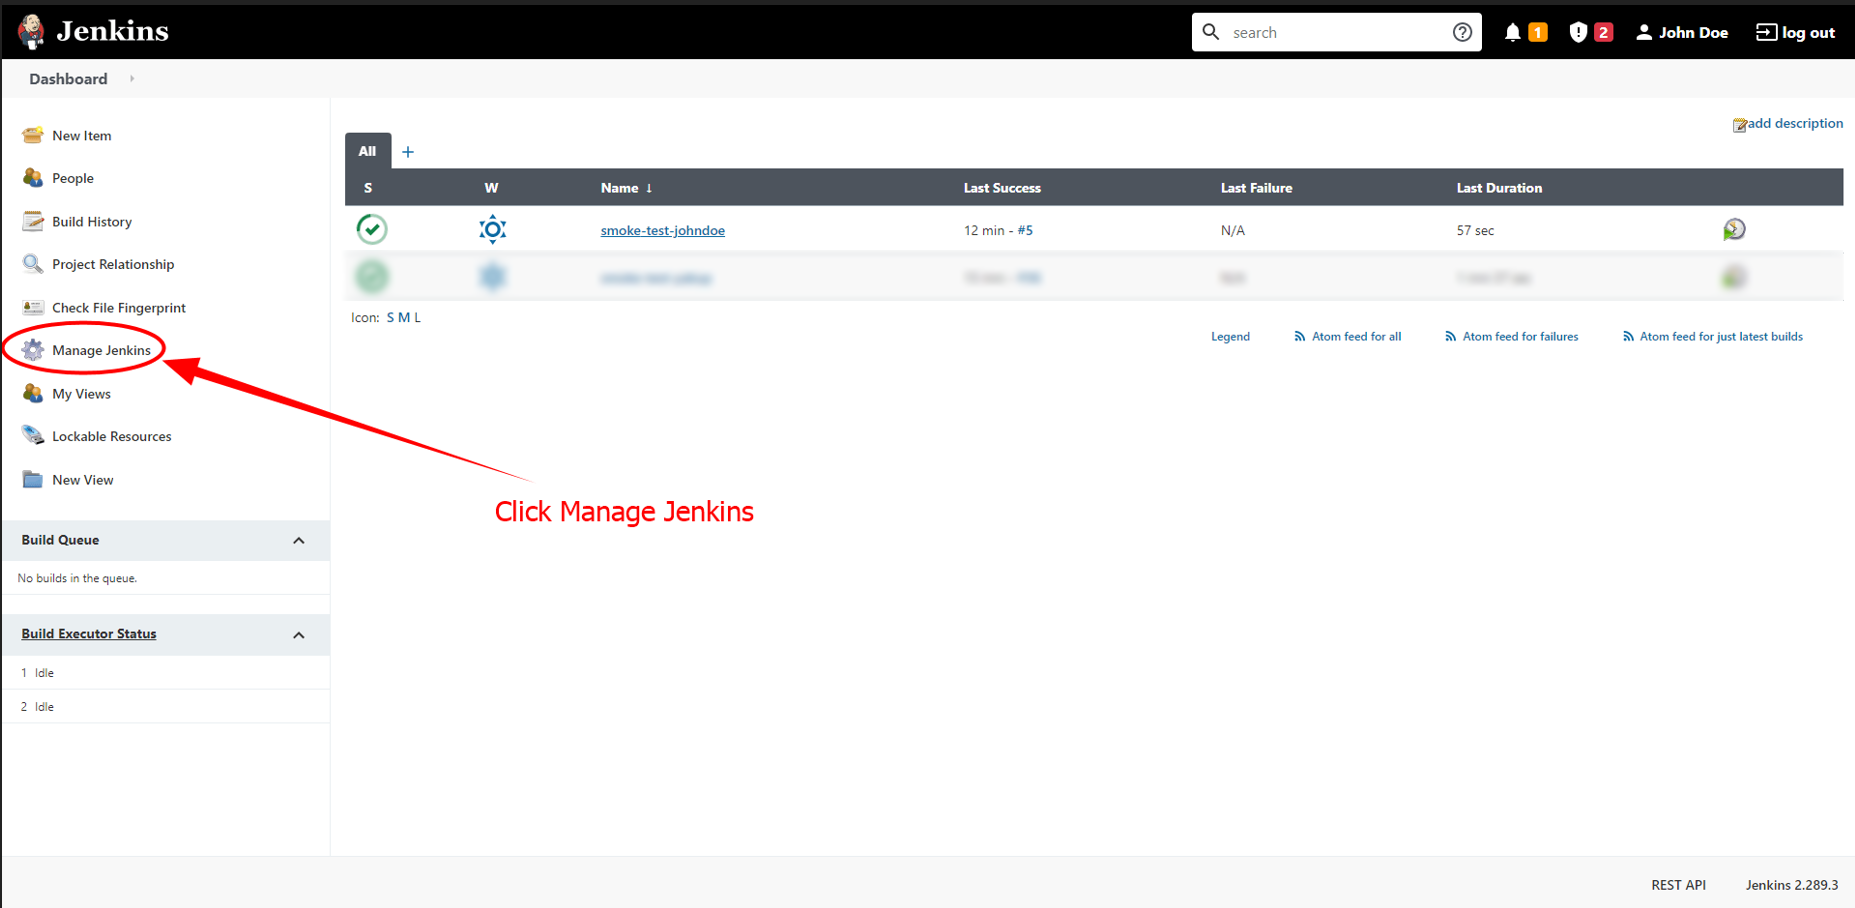 Jenkins
search
1
2
John Doe
log out
Dashboard
New Item
People
Build History
Project Relationship
Check File Fingerprint
Manage Jenkins
My Views
Lockable Resources
New View
Build Queue
No builds in the queue.
Build Executor Status
1 Idle
2 Idle
add description
All +
S W Name ↓ Last Success Last Failure Last Duration
smoke-test-johndoe 12 min - #5 N/A 57 sec
Icon: S M L
Legend Atom feed for all Atom feed for failures Atom feed for just latest builds
Click Manage Jenkins
REST API Jenkins 2.289.3